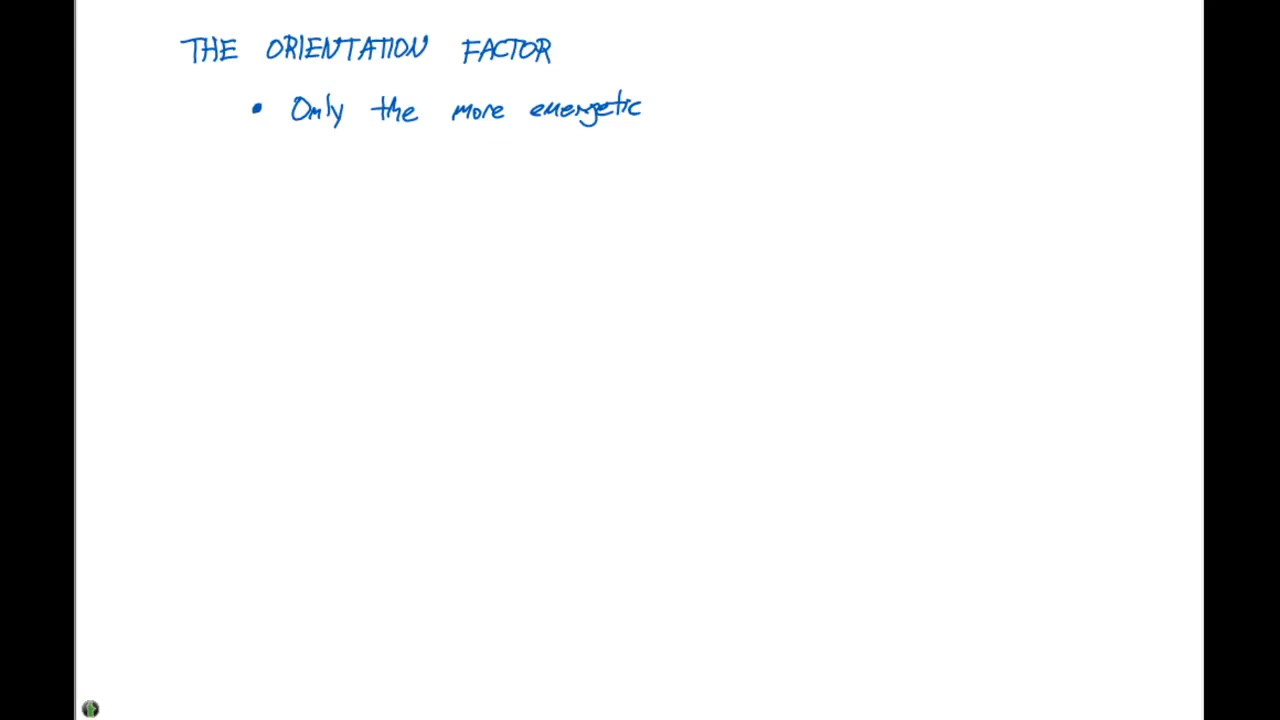 THE ORIENTATION FACTOR
• Only the more energetic